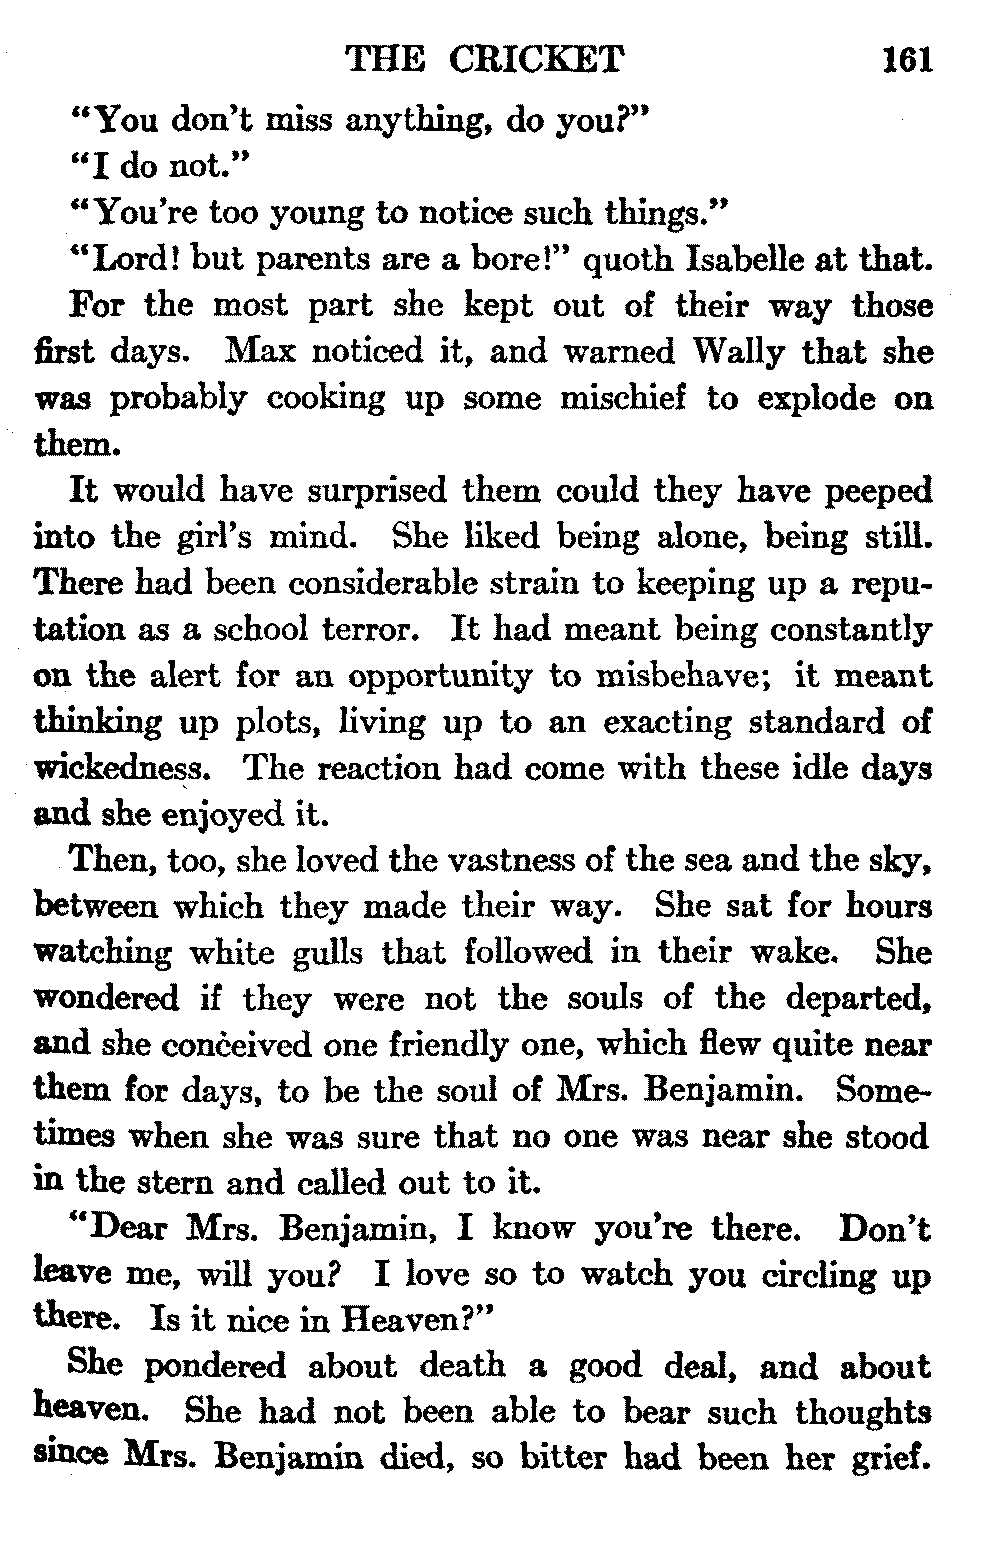 THE CRICKET 161
"You don't miss anything, do you?"
"I do not."
"You're too young to notice such things."
"Lord! but parents are a bore!" quoth Isabelle at that.
For the most part she kept out of their way those
first days. Max noticed it, and warned Wally that she
was probably cooking up some mischief to explode on
them.
It would have surprised them could they have peeped
into the girl's mind. She liked being alone, being still.
There had been considerable strain to keeping up a repu-
tation as a school terror. It had meant being constantly
on the alert for an opportunity to misbehave; it meant
thinking up plots, living up to an exacting standard of
wickedness. The reaction had come with these idle days
and she enjoyed it.
Then, too, she loved the vastness of the sea and the sky,
between which they made their way. She sat for hours
watching white gulls that followed in their wake. She
wondered if they were not the souls of the departed,
and she conceived one friendly one, which flew quite near
them for days, to be the soul of Mrs. Benjamin. Some-
times when she was sure that no one was near she stood
in the stern and called out to it.
"Dear Mrs. Benjamin, I know you're there. Don't
leave me, will you? I love so to watch you circling up
there. Is it nice in Heaven?"
She pondered about death a good deal, and about
heaven. She had not been able to bear such thoughts
since Mrs. Benjamin died, so bitter had been her grief.